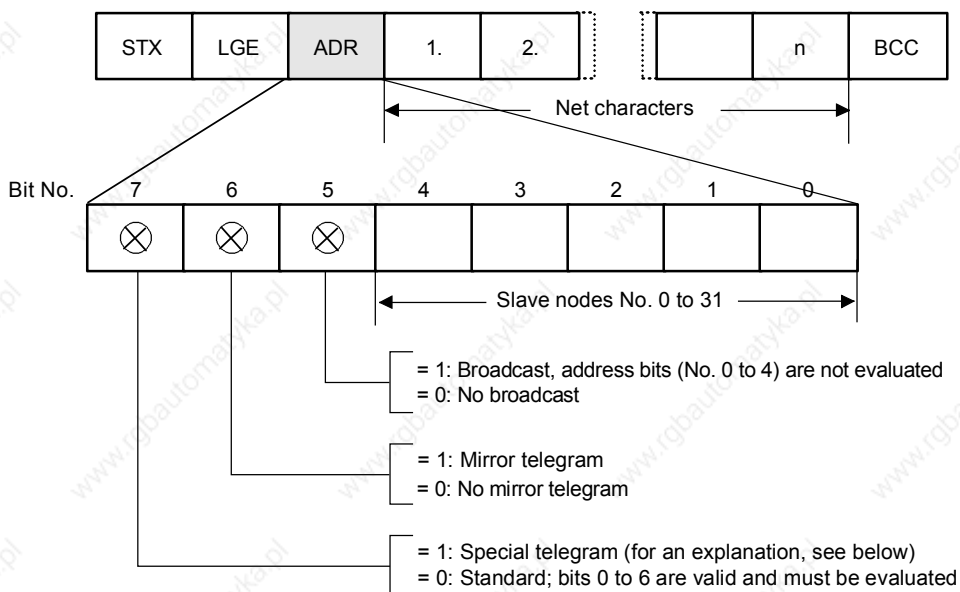 STX LGE ADR 1. 2. n BCC
Net characters
Bit No. 7 6 5 4 3 2 1 0
Slave nodes No. 0 to 31
= 1: Broadcast, address bits (No. 0 to 4) are not evaluated
= 0: No broadcast
= 1: Mirror telegram
= 0: No mirror telegram
= 1: Special telegram (for an explanation, see below)
= 0: Standard; bits 0 to 6 are valid and must be evaluated
www.rgbautomatyka.pl